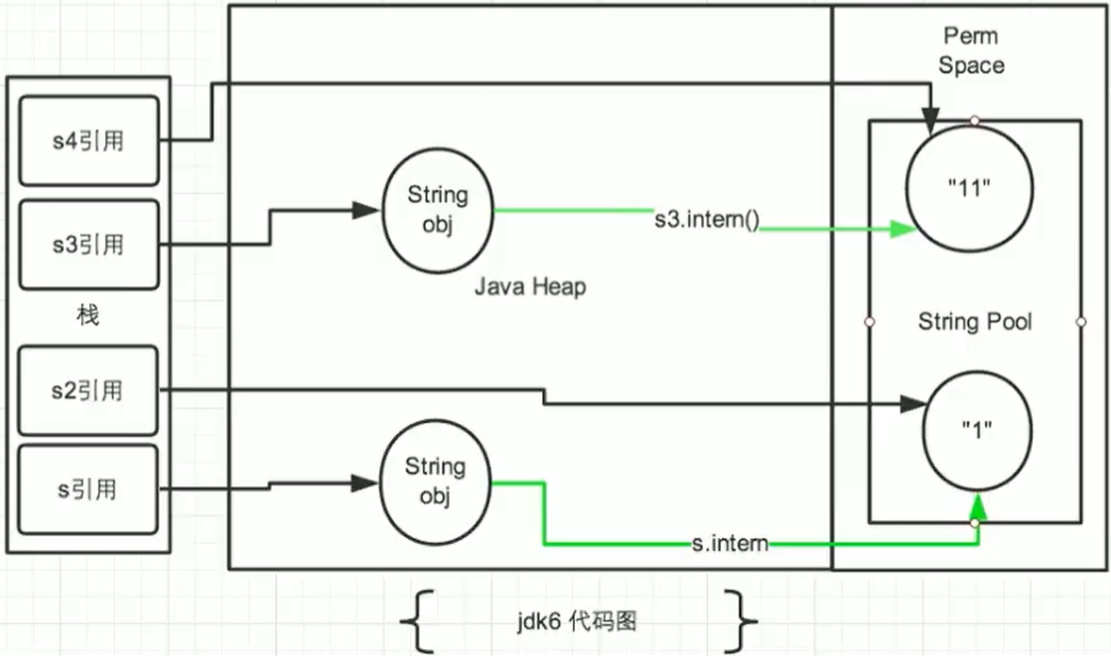 Perm
Space
s4引用
"11"
String
obj
s3.intern()
s3引用
Java Heap
栈
String Pool
s2引用
"1"
String
obj
s引用
s.intern
jdk6 代码图